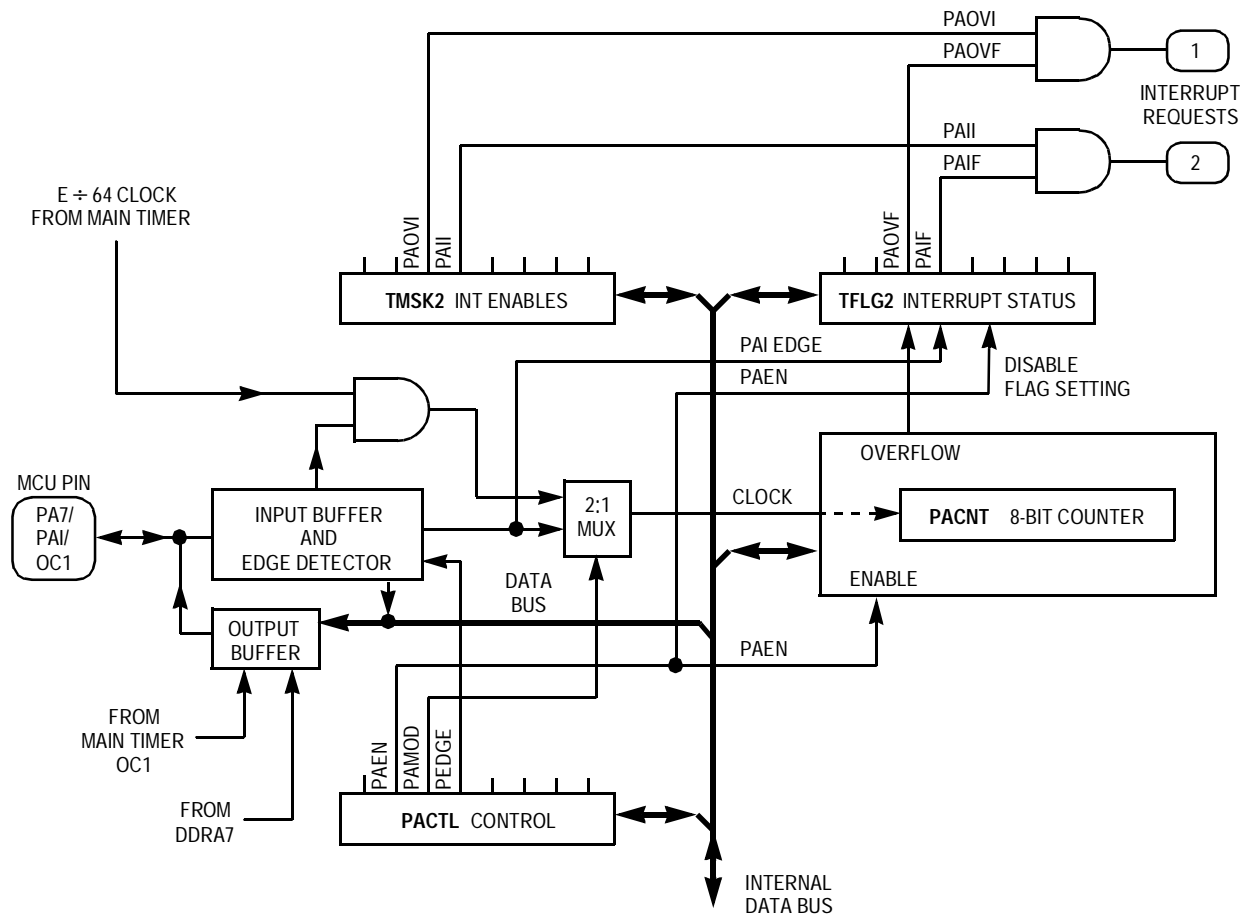 PAOVI
PAOVF
1
INTERRUPT
REQUESTS
PAII
PAIF
2
E ÷ 64 CLOCK
FROM MAIN TIMER
PAOVI
PAII
PAOVF
PAIF
TMSK2 INT ENABLES
TFLG2 INTERRUPT STATUS
PAI EDGE
PAEN
DISABLE
FLAG SETTING
OVERFLOW
MCU PIN
PA7/
PAI/
OC1
INPUT BUFFER
AND
EDGE DETECTOR
2:1
MUX
CLOCK
PACNT 8-BIT COUNTER
DATA
BUS
ENABLE
OUTPUT
BUFFER
PAEN
FROM
MAIN TIMER
OC1
PAEN
PAMOD
PEDGE
FROM
DDRA7
PACTL CONTROL
INTERNAL
DATA BUS